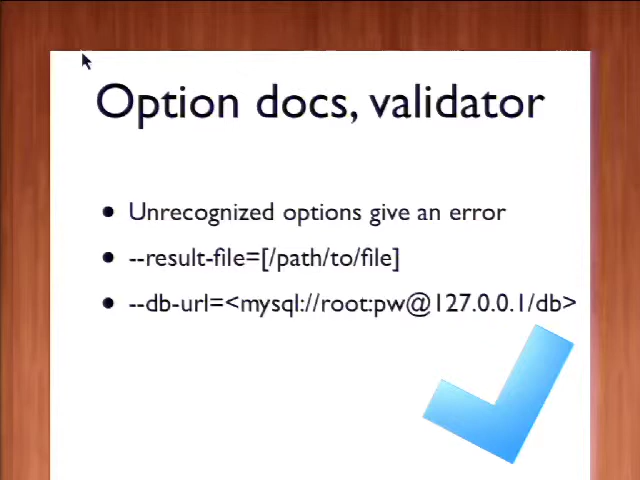 Option docs, validator
• Unrecognized options give an error
• --result-file=[/path/to/file]
• --db-url=<mysql://root:pw@127.0.0.1/db>